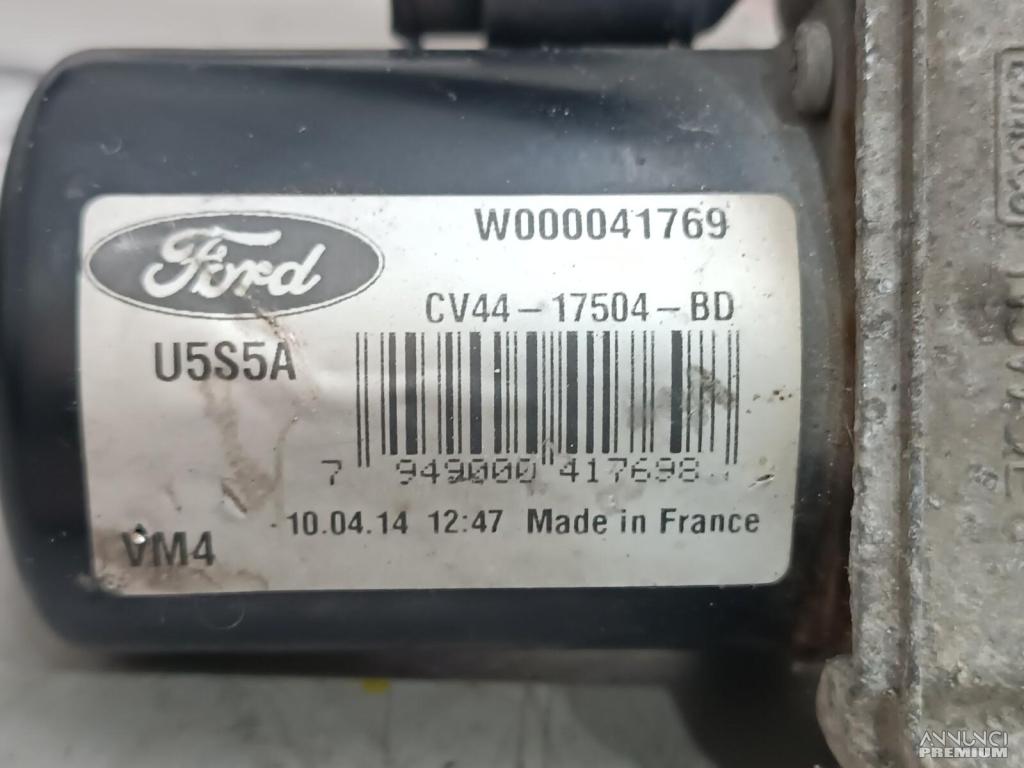 Ford
W000041769
CV44-17504-BD
U5S5A
7 949000 417698
10.04.14 12:47 Made in France
VM4
ANNUNCI
PREMIUM